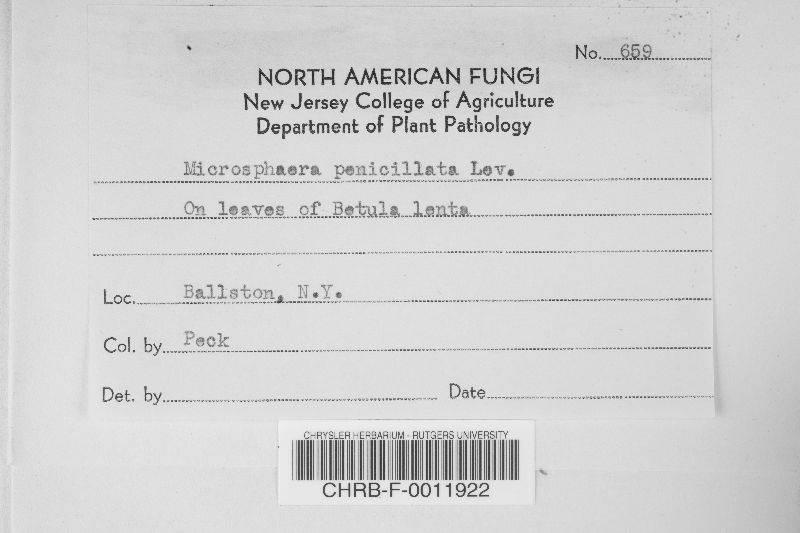 No. 659
NORTH AMERICAN FUNGI
New Jersey College of Agriculture
Department of Plant Pathology
Microsphaera penicillata Lev.
On leaves of Betula lenta
Loc. Ballston, N.Y.
Col. by Peck
Det. by
Date
CHRYSLER HERBARIUM - RUTGERS UNIVERSITY
CHRB-F-0011922